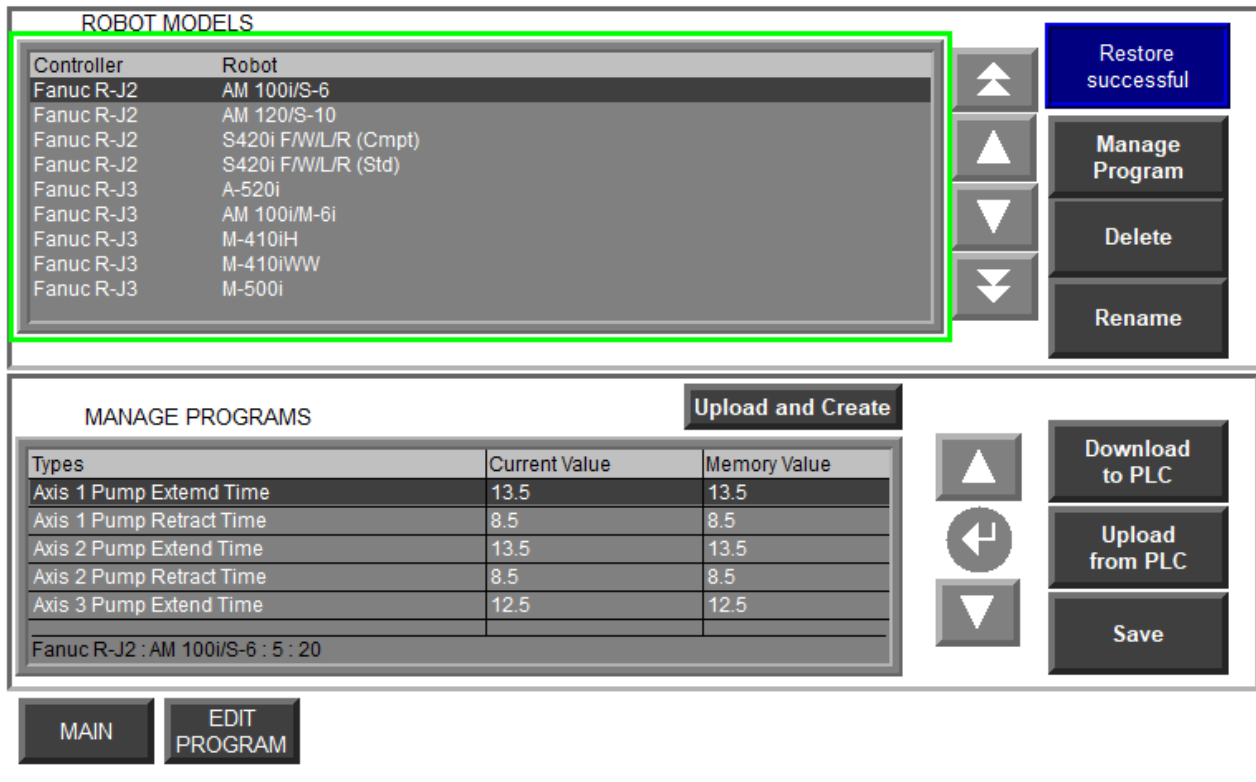 ROBOT MODELS
Controller Robot
Fanuc R-J2 AM 100i/S-6
Fanuc R-J2 AM 120/S-10
Fanuc R-J2 S420i F/W/L/R (Cmpt)
Fanuc R-J2 S420i F/W/L/R (Std)
Fanuc R-J3 A-520i
Fanuc R-J3 AM 100i/M-6i
Fanuc R-J3 M-410iH
Fanuc R-J3 M-410iWW
Fanuc R-J3 M-500i
Restore
successful
Manage
Program
Delete
Rename
MANAGE PROGRAMS
Upload and Create
Types Current Value Memory Value
Axis 1 Pump Extemd Time 13.5 13.5
Axis 1 Pump Retract Time 8.5 8.5
Axis 2 Pump Extend Time 13.5 13.5
Axis 2 Pump Retract Time 8.5 8.5
Axis 3 Pump Extend Time 12.5 12.5
Fanuc R-J2 : AM 100i/S-6 : 5 : 20
Download
to PLC
Upload
from PLC
Save
MAIN
EDIT
PROGRAM